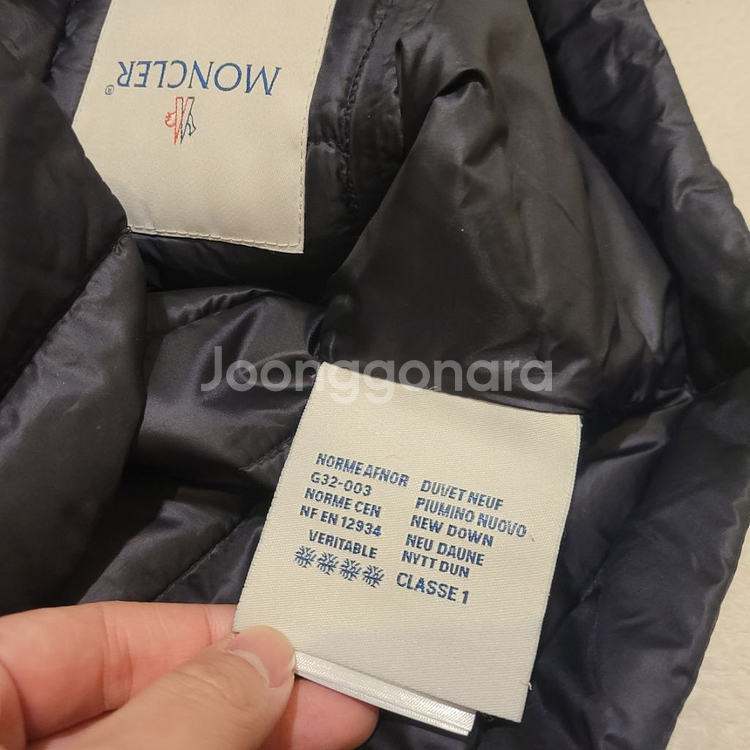 MONCLER®
Joonggonara
NORME AFNOR
G32-003
NORME CEN
NF EN 12934
VERITABLE
DUVET NEUF
PIUMINO NUOVO
NEW DOWN
NEU DAUNE
NYTT DUN
CLASSE 1